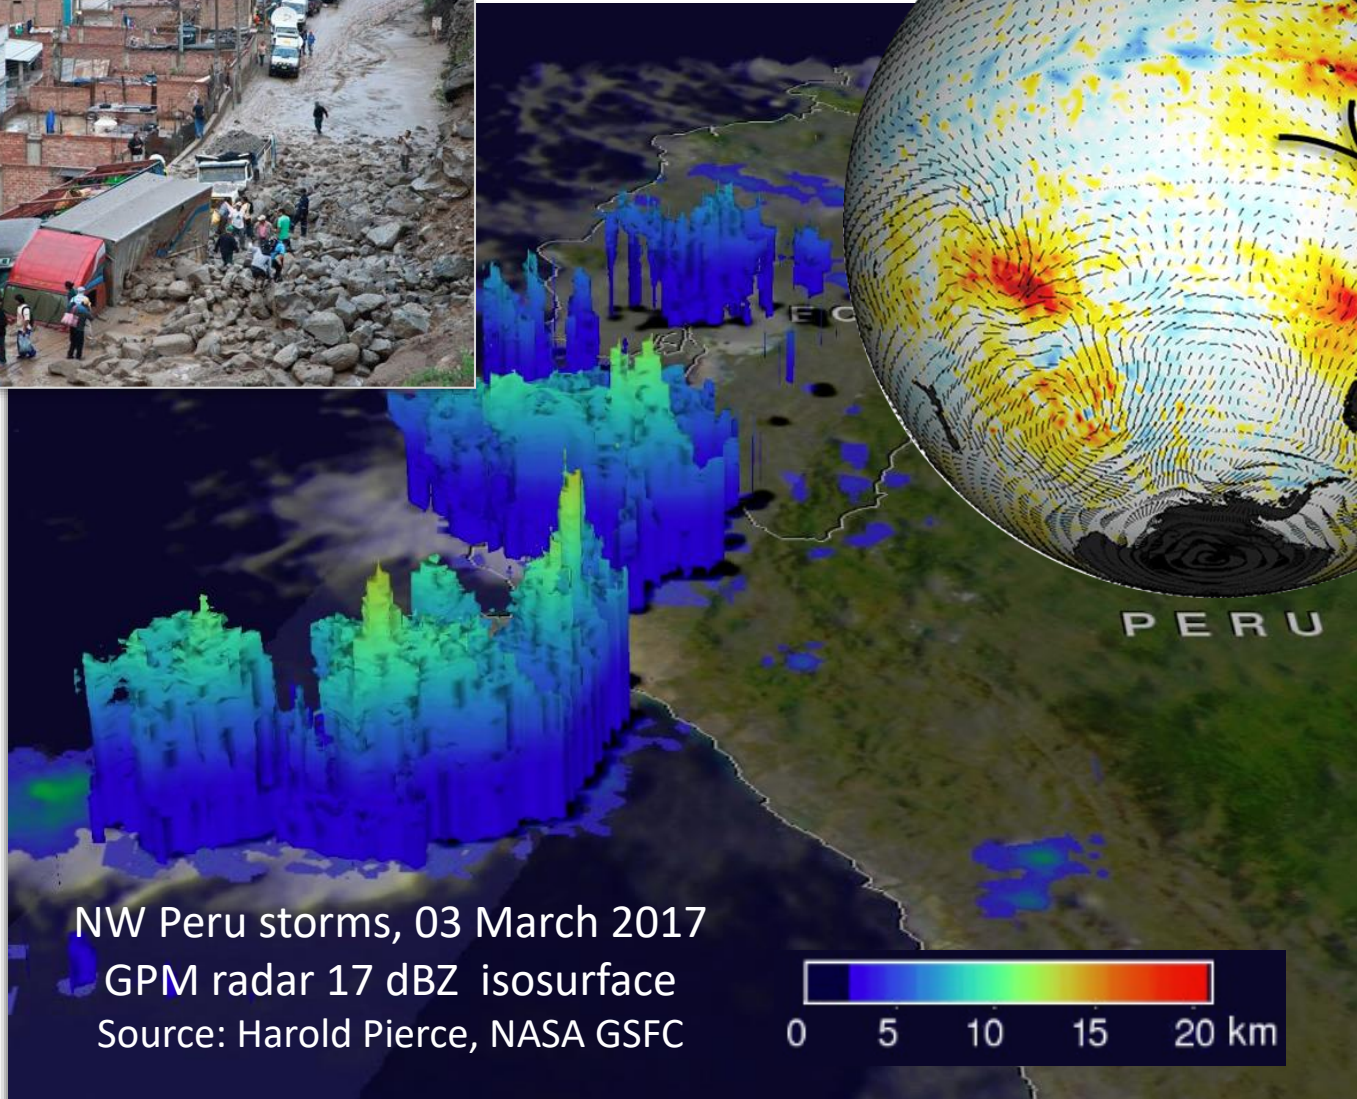 EC
PERU
NW Peru storms, 03 March 2017
GPM radar 17 dBZ isosurface
Source: Harold Pierce, NASA GSFC
0 5 10 15 20 km